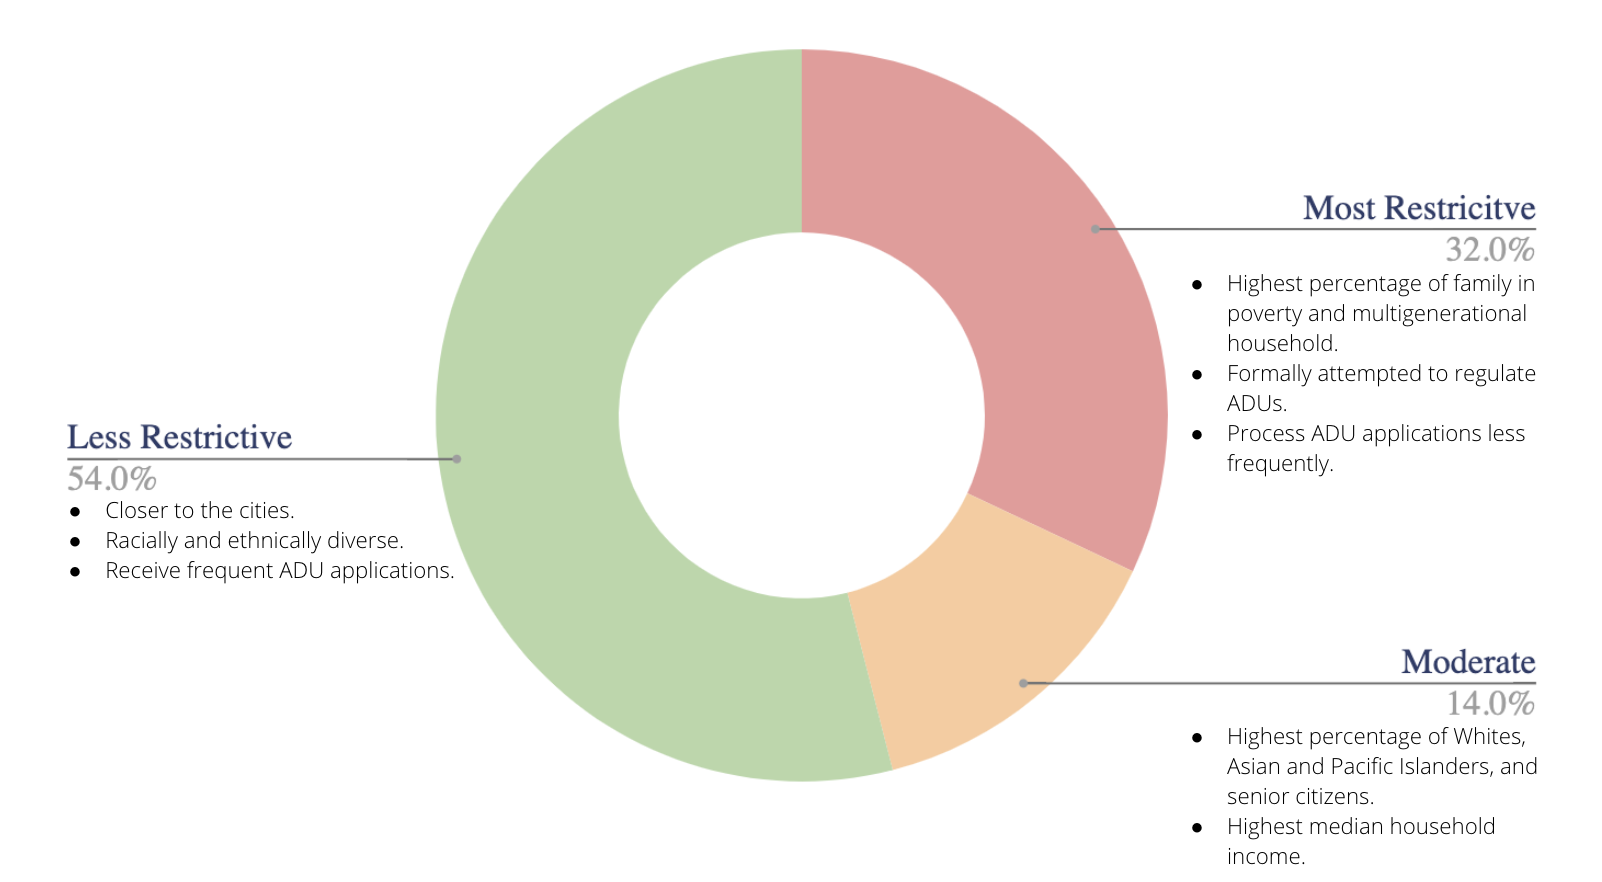 Most Restricitve
32.0%
● Highest percentage of family in
poverty and multigenerational
household.
● Formally attempted to regulate
ADUs.
● Process ADU applications less
frequently.
Less Restrictive
54.0%
● Closer to the cities.
● Racially and ethnically diverse.
● Receive frequent ADU applications.
Moderate
14.0%
● Highest percentage of Whites,
Asian and Pacific Islanders, and
senior citizens.
● Highest median household
income.